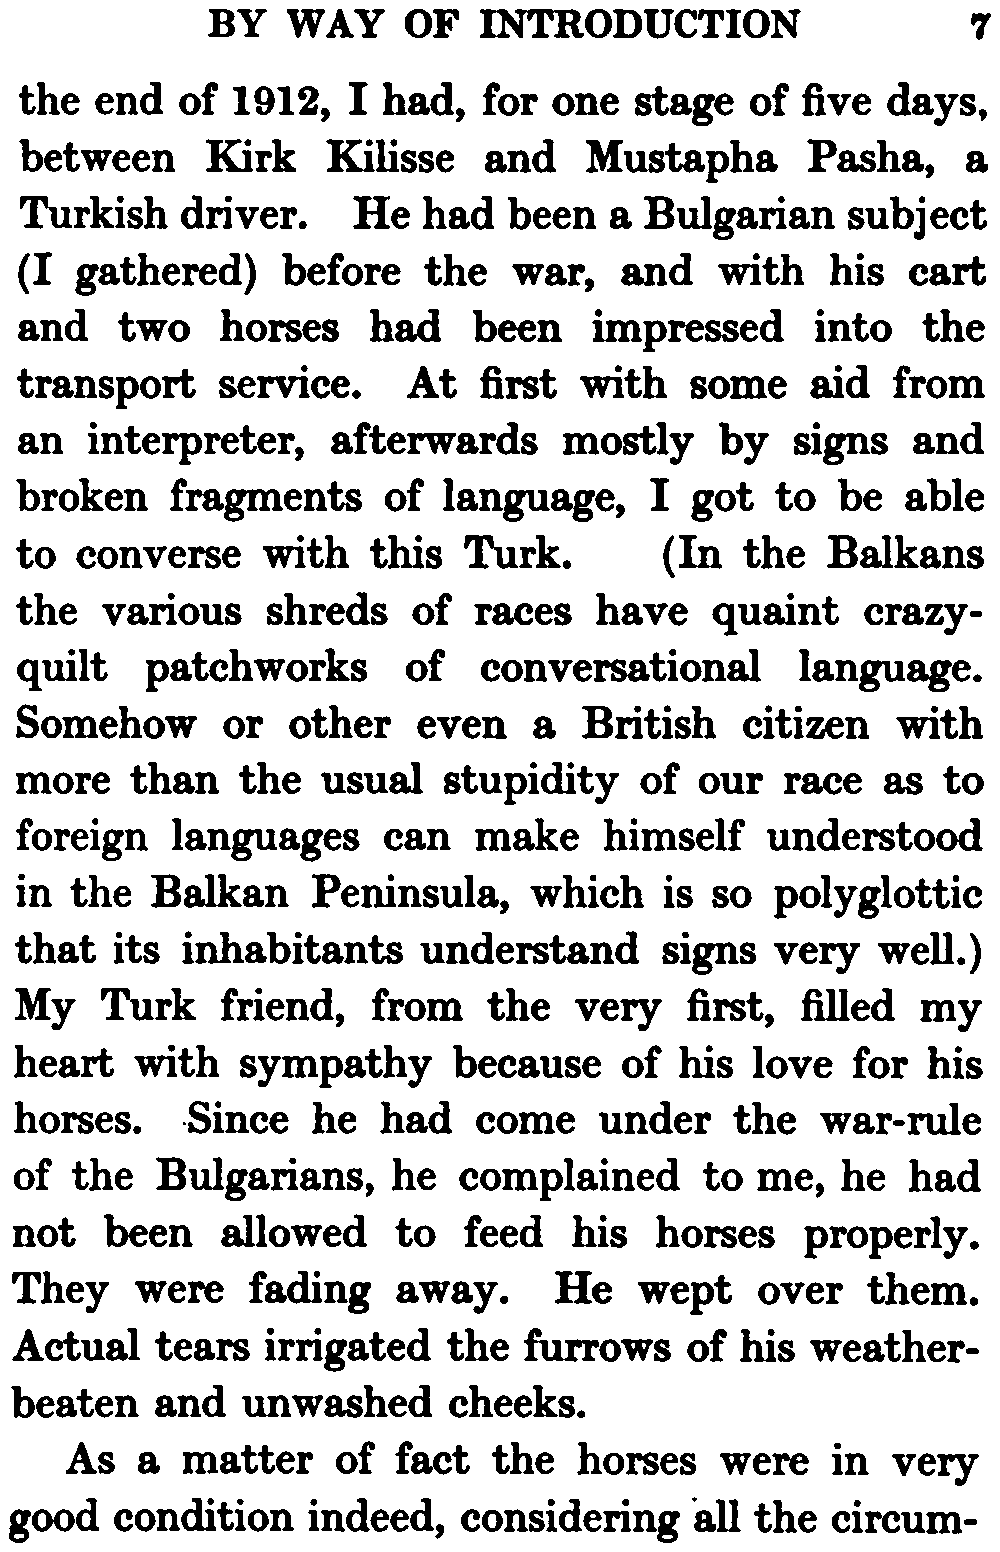 BY WAY OF INTRODUCTION 7
the end of 1912, I had, for one stage of five days,
between Kirk Kilisse and Mustapha Pasha, a
Turkish driver. He had been a Bulgarian subject
(I gathered) before the war, and with his cart
and two horses had been impressed into the
transport service. At first with some aid from
an interpreter, afterwards mostly by signs and
broken fragments of language, I got to be able
to converse with this Turk. (In the Balkans
the various shreds of races have quaint crazy-
quilt patchworks of conversational language.
Somehow or other even a British citizen with
more than the usual stupidity of our race as to
foreign languages can make himself understood
in the Balkan Peninsula, which is so polyglottic
that its inhabitants understand signs very well.)
My Turk friend, from the very first, filled my
heart with sympathy because of his love for his
horses. Since he had come under the war-rule
of the Bulgarians, he complained to me, he had
not been allowed to feed his horses properly.
They were fading away. He wept over them.
Actual tears irrigated the furrows of his weather-
beaten and unwashed cheeks.
As a matter of fact the horses were in very
good condition indeed, considering all the circum-